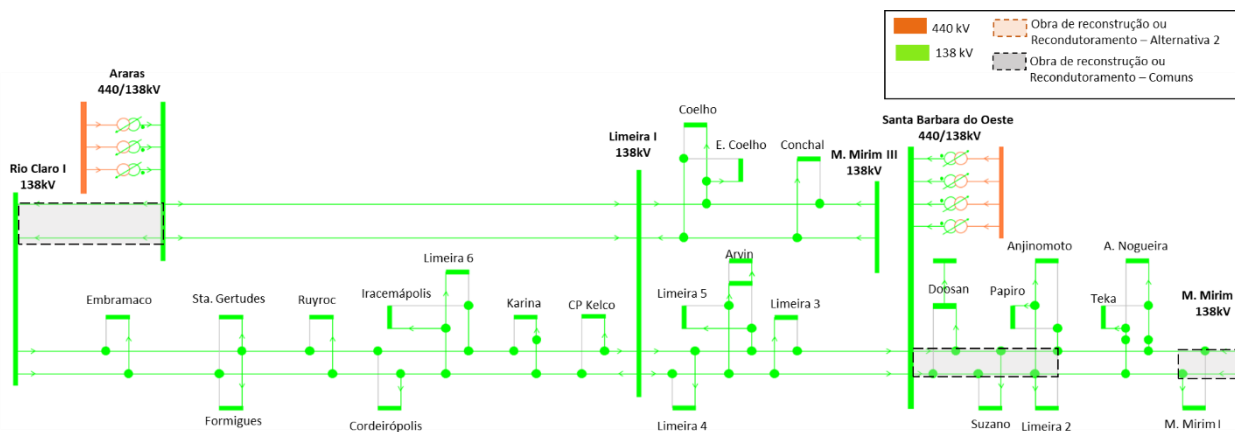 440 kV
138 kV
Obra de reconstrução ou
Recondutoramento – Alternativa 2
Obra de reconstrução ou
Recondutoramento – Comuns
Araras
440/138kV
Rio Claro I
138kV
Limeira I
138kV
Coelho
E. Coelho
Conchal
M. Mirim III
138kV
Santa Barbara do Oeste
440/138kV
Embramaco
Sta. Gertudes
Ruyroc
Iracemápolis
Limeira 6
Karina
CP Kelco
Limeira 5
Arvin
Limeira 3
Doosan
Papiro
Anjinomoto
A. Nogueira
Teka
M. Mirim
138kV
Formigues
Cordeirópolis
Limeira 4
Suzano
Limeira 2
M. Mirim I